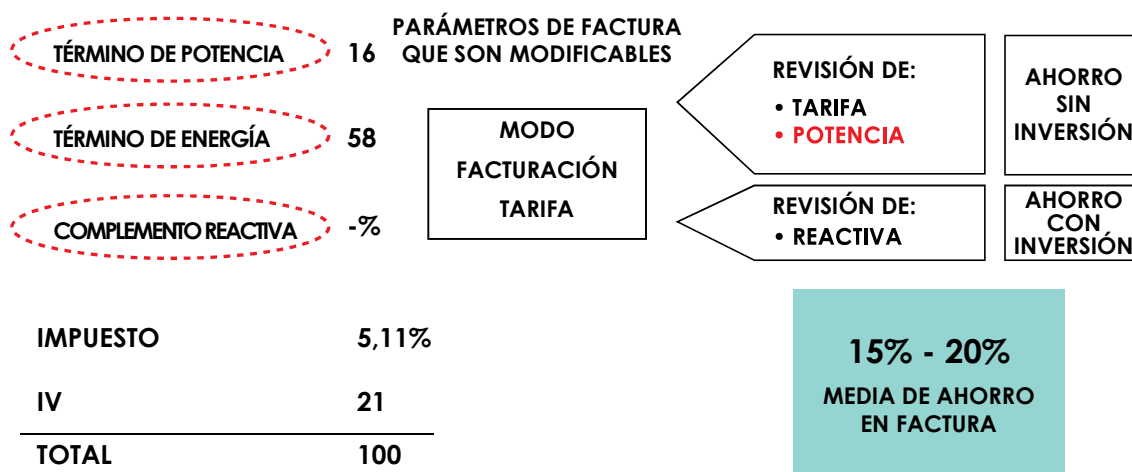 PARÁMETROS DE FACTURA
QUE SON MODIFICABLES
TÉRMINO DE POTENCIA 16
TÉRMINO DE ENERGÍA 58
COMPLEMENTO REACTIVA -%
MODO
FACTURACIÓN
TARIFA
REVISIÓN DE:
• TARIFA
• POTENCIA
AHORRO
SIN
INVERSIÓN
REVISIÓN DE:
• REACTIVA
AHORRO
CON
INVERSIÓN
IMPUESTO 5,11%
IV 21
TOTAL 100
15% - 20%
MEDIA DE AHORRO
EN FACTURA